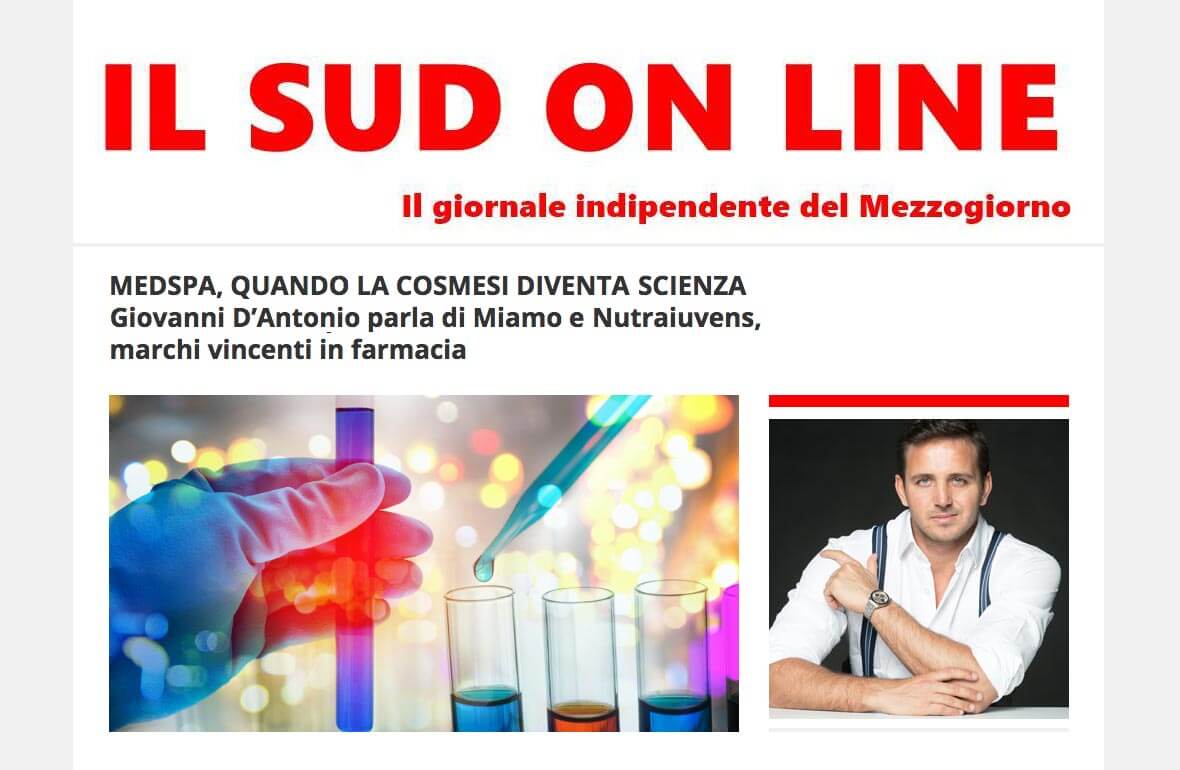 IL SUD ON LINE
Il giornale indipendente del Mezzogiorno
MEDSPA, QUANDO LA COSMESI DIVENTA SCIENZA
Giovanni D’Antonio parla di Miamo e Nutraiuvens,
marchi vincenti in farmacia